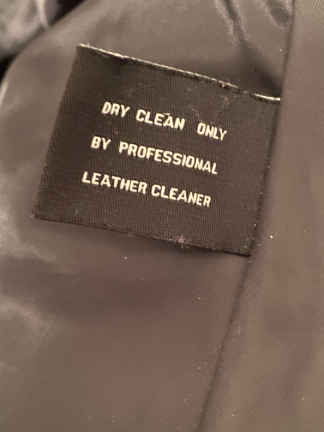 DRY CLEAN ONLY
BY PROFESSIONAL
LEATHER CLEANER